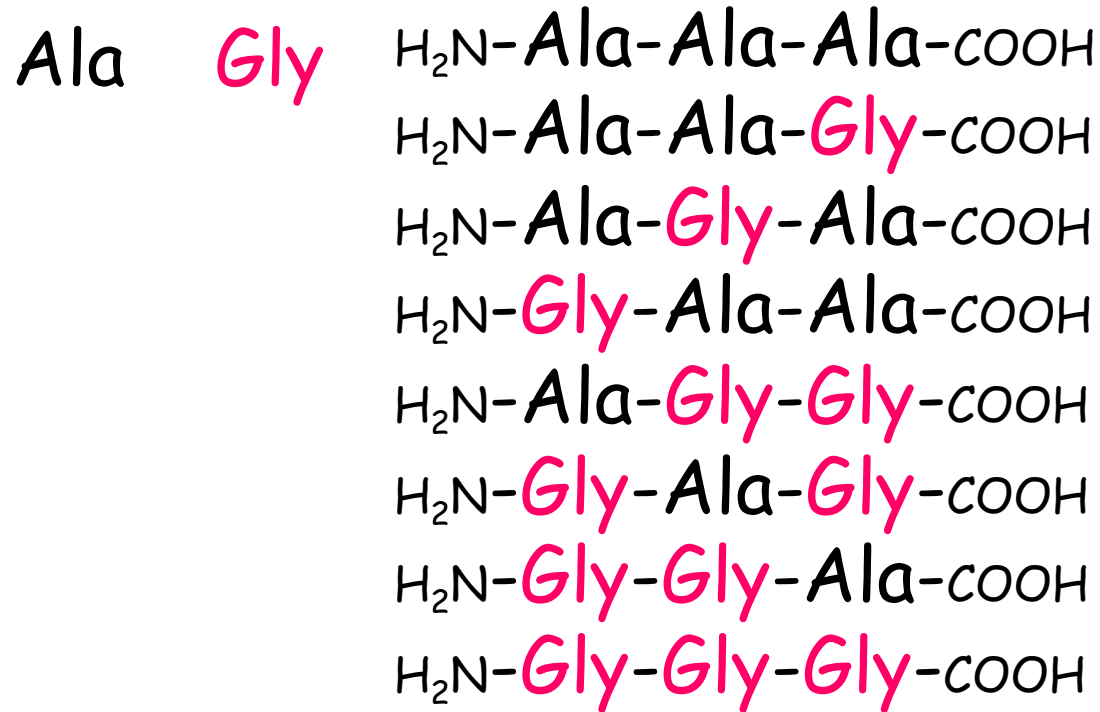 Ala Gly
H₂N-Ala-Ala-Ala-COOH
H₂N-Ala-Ala-Gly-COOH
H₂N-Ala-Gly-Ala-COOH
H₂N-Gly-Ala-Ala-COOH
H₂N-Ala-Gly-Gly-COOH
H₂N-Gly-Ala-Gly-COOH
H₂N-Gly-Gly-Ala-COOH
H₂N-Gly-Gly-Gly-COOH